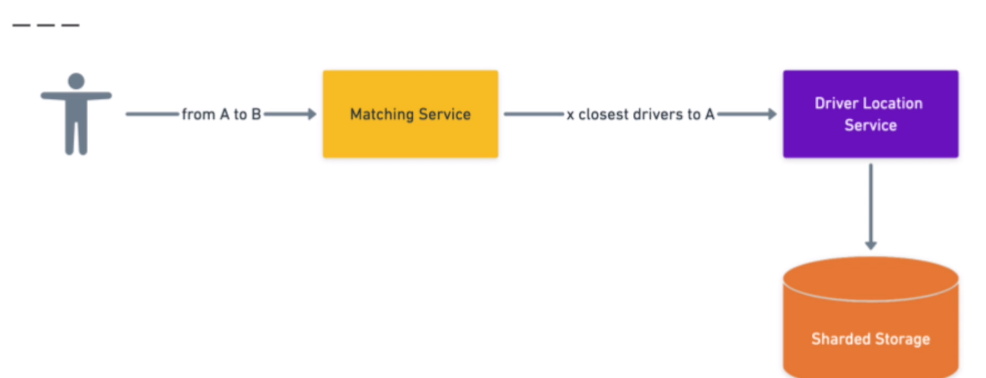 from A to B
Matching Service
x closest drivers to A
Driver Location
Service
Sharded Storage